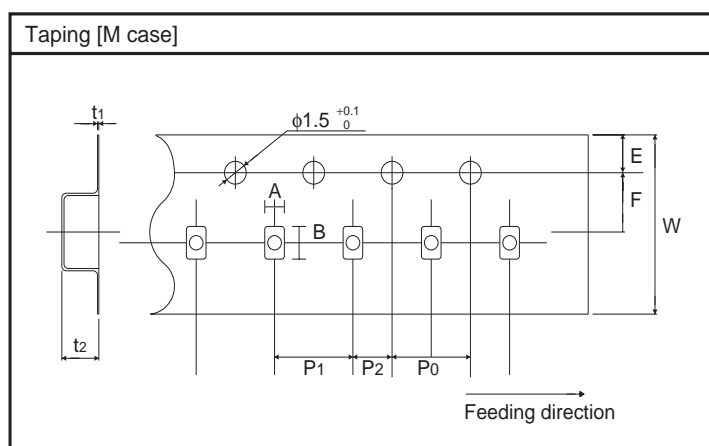 Taping [M case]
t1
ϕ1.5 +0.1 0
E
A
F
B
W
t2
P1 P2 P0
Feeding direction